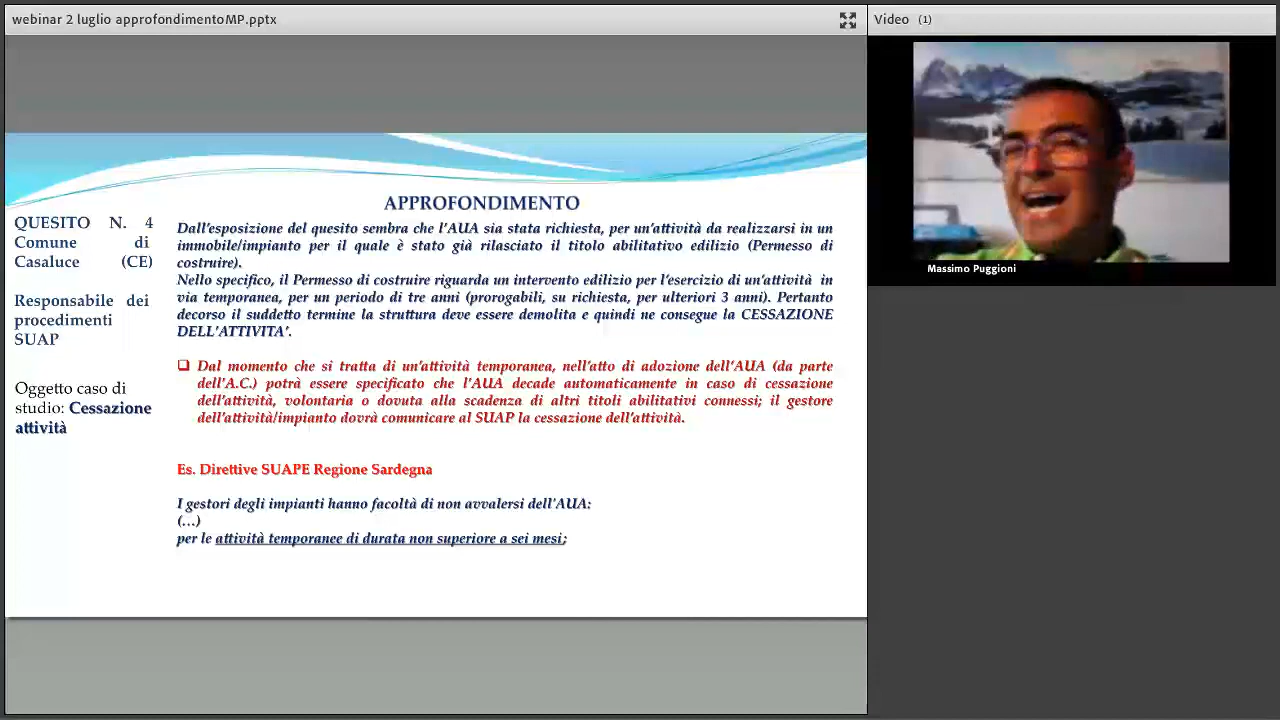 webinar 2 luglio approfondimentoMP.pptx
Video (1)
Massimo Puggioni
APPROFONDIMENTO
QUESITO N. 4
Comune di
Casaluce (CE)
Responsabile dei
procedimenti
SUAP
Oggetto caso di
studio: Cessazione
attività
Dall'esposizione del quesito sembra che l'AUA sia stata richiesta, per un'attività da realizzarsi in un
immobile/impianto per il quale è stato già rilasciato il titolo abilitativo edilizio (Permesso di
costruire).
Nello specifico, il Permesso di costruire riguarda un intervento edilizio per l'esercizio di un'attività in
via temporanea, per un periodo di tre anni (prorogabili, su richiesta, per ulteriori 3 anni). Pertanto
decorso il suddetto termine la struttura deve essere demolita e quindi ne consegue la CESSAZIONE
DELL'ATTIVITA'.
❑ Dal momento che si tratta di un'attività temporanea, nell'atto di adozione dell'AUA (da parte
dell'A.C.) potrà essere specificato che l'AUA decade automaticamente in caso di cessazione
dell'attività, volontaria o dovuta alla scadenza di altri titoli abilitativi connessi; il gestore
dell'attività/impianto dovrà comunicare al SUAP la cessazione dell'attività.
Es. Direttive SUAPE Regione Sardegna
I gestori degli impianti hanno facoltà di non avvalersi dell'AUA:
(…)
per le attività temporanee di durata non superiore a sei mesi;